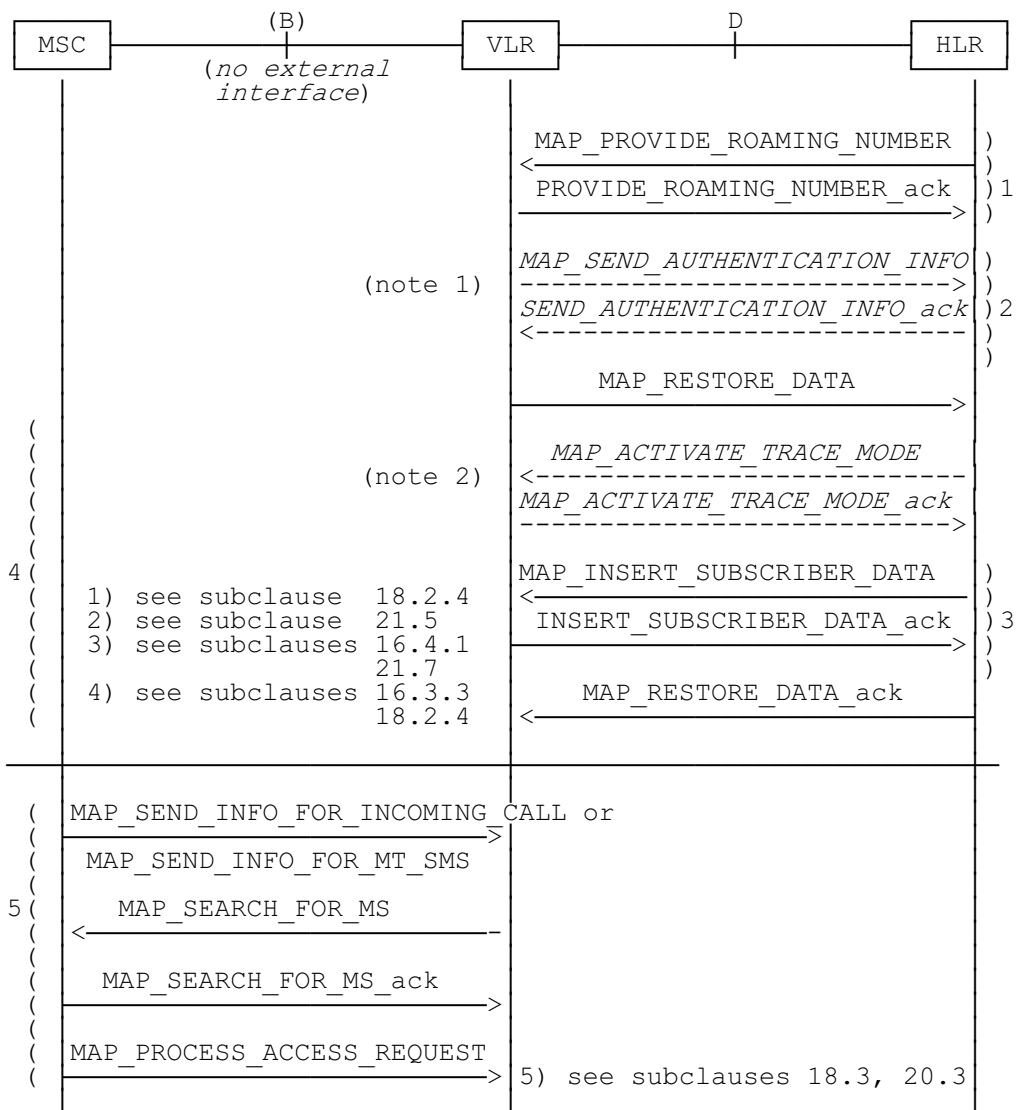 (B) D
MSC VLR HLR
(no external
interface)
MAP_PROVIDE_ROAMING_NUMBER )
)
PROVIDE_ROAMING_NUMBER_ack )1
)
MAP_SEND_AUTHENTICATION_INFO)
(note 1) )
SEND_AUTHENTICATION_INFO_ack )2
)
)
MAP_RESTORE_DATA
(
(
( MAP_ACTIVATE_TRACE_MODE
( (note 2)
( MAP_ACTIVATE_TRACE_MODE_ack
(
4( MAP_INSERT_SUBSCRIBER_DATA )
( 1) see subclause 18.2.4 )
( 2) see subclause 21.5 INSERT_SUBSCRIBER_DATA_ack )3
( 3) see subclauses 16.4.1 )
( 21.7 )
( 4) see subclauses 16.3.3 MAP_RESTORE_DATA_ack
( 18.2.4
( MAP_SEND_INFO_FOR_INCOMING_CALL or
(
( MAP_SEND_INFO_FOR_MT_SMS
(
5( MAP_SEARCH_FOR_MS
(
(
( MAP_SEARCH_FOR_MS_ack
(
(
( MAP_PROCESS_ACCESS_REQUEST
( 5) see subclauses 18.3, 20.3